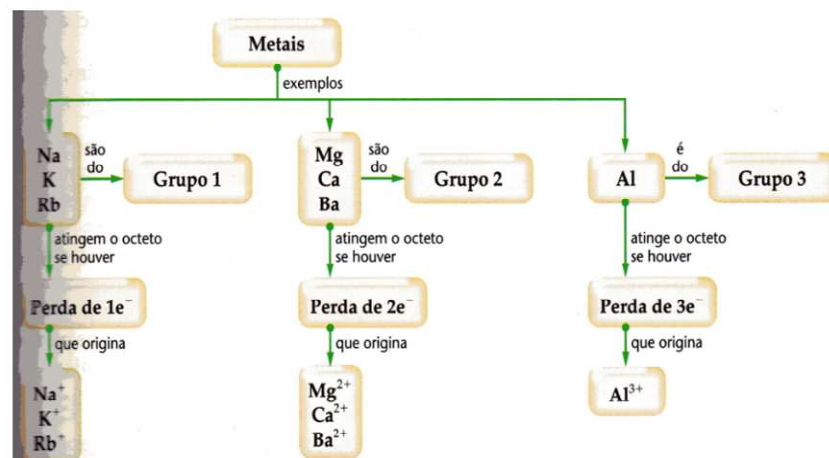 Metais
exemplos
Na
K
Rb
são
do
Grupo 1
Mg
Ca
Ba
são
do
Grupo 2
Al
é
do
Grupo 3
atingem o octeto
se houver
atingem o octeto
se houver
atinge o octeto
se houver
Perda de 1e⁻
Perda de 2e⁻
Perda de 3e⁻
que origina
que origina
que origina
Na⁺
K⁺
Rb⁺
Mg²⁺
Ca²⁺
Ba²⁺
Al³⁺